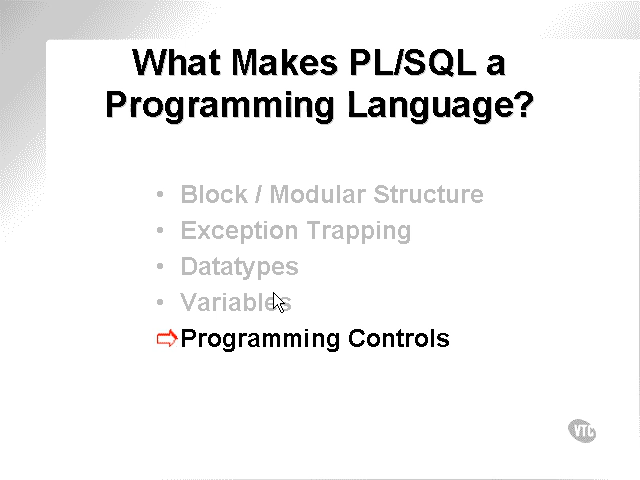 What Makes PL/SQL a
Programming Language?
• Block / Modular Structure
• Exception Trapping
• Datatypes
• Variables
⇨ Programming Controls
VTC